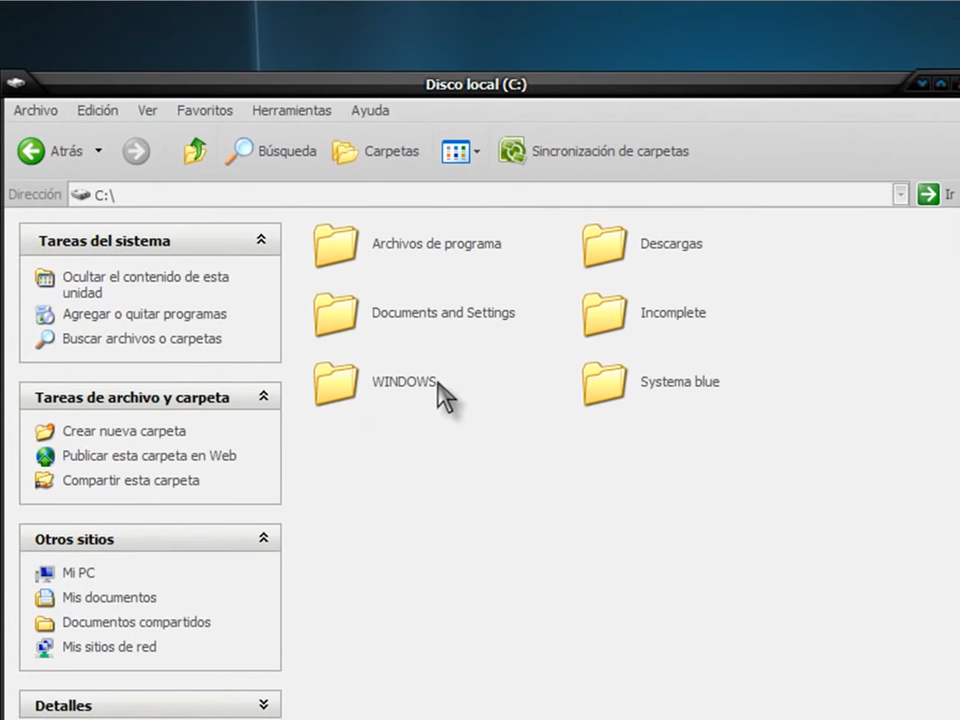 Disco local (C:)
Archivo Edición Ver Favoritos Herramientas Ayuda
Atrás Búsqueda Carpetas Sincronización de carpetas
Dirección C:\ Ir
Tareas del sistema
Ocultar el contenido de esta
unidad
Agregar o quitar programas
Buscar archivos o carpetas
Tareas de archivo y carpeta
Crear nueva carpeta
Publicar esta carpeta en Web
Compartir esta carpeta
Otros sitios
Mi PC
Mis documentos
Documentos compartidos
Mis sitios de red
Detalles
Archivos de programa Descargas
Documents and Settings Incomplete
WINDOWS Systema blue